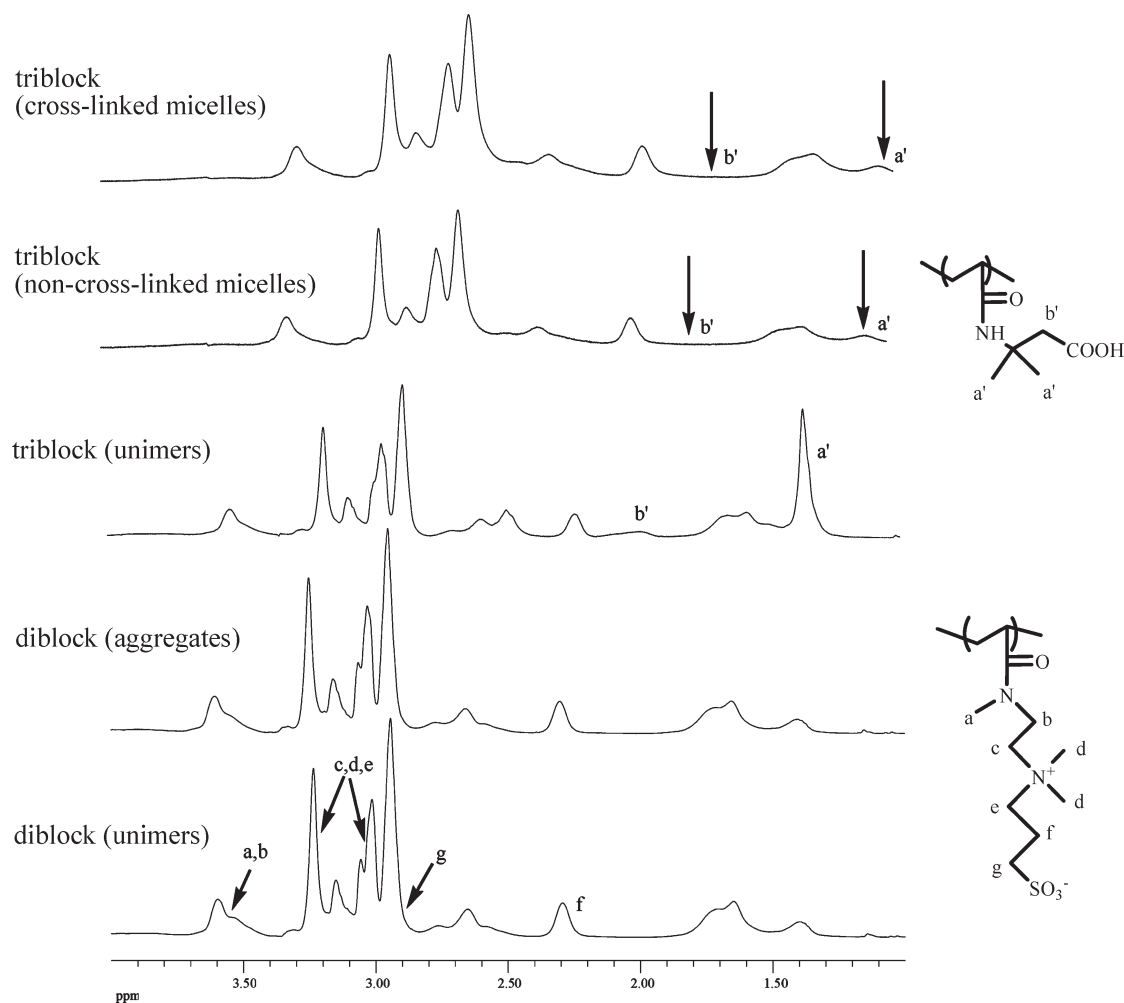 triblock
(cross-linked micelles)
b'
a'
triblock
(non-cross-linked micelles)
b'
a'
O
NH
b'
COOH
a'
a'
triblock (unimers)
b'
a'
diblock (aggregates)
O
N
a
b
c
d
N+
d
e
f
g
SO3-
diblock (unimers)
a,b
c,d,e
g
f
ppm
3.50
3.00
2.50
2.00
1.50